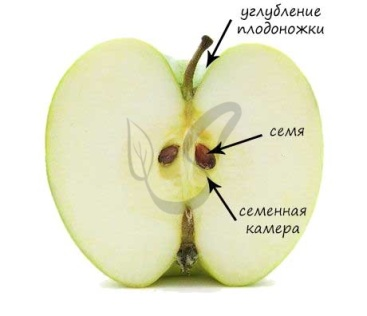 углубление
плодоножки
семя
семенная
камера